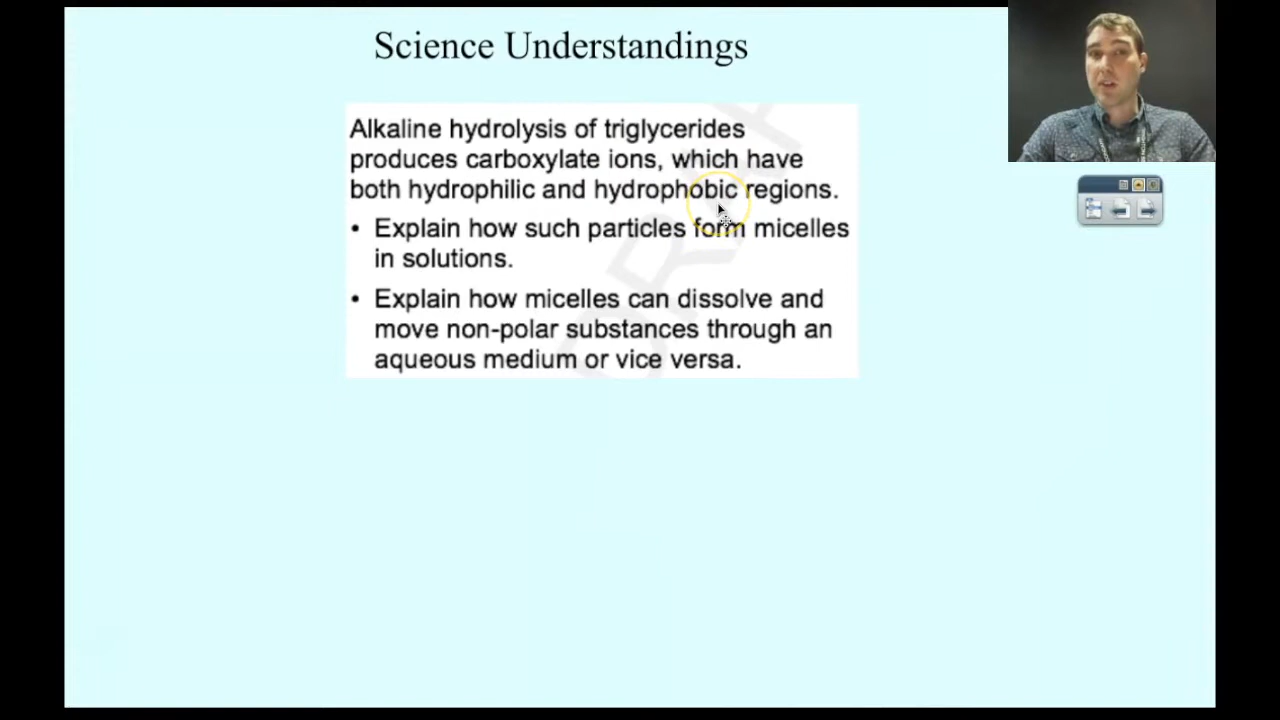 Science Understandings
Alkaline hydrolysis of triglycerides
produces carboxylate ions, which have
both hydrophilic and hydrophobic regions.
• Explain how such particles form micelles
in solutions.
• Explain how micelles can dissolve and
move non-polar substances through an
aqueous medium or vice versa.
DRAF